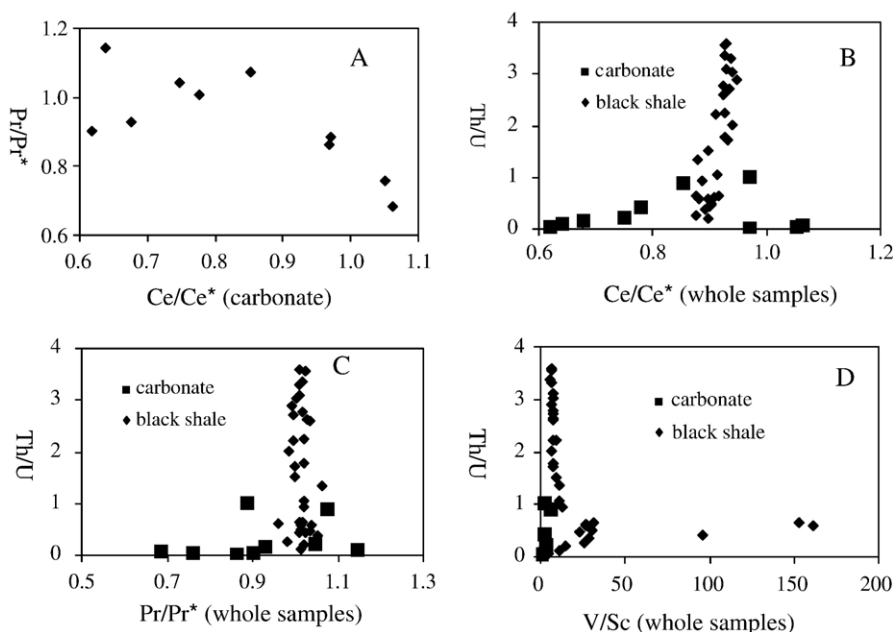 A
1.2
1.0
0.8
0.6
Pr/Pr*
0.6 0.7 0.8 0.9 1.0 1.1
Ce/Ce* (carbonate)
B
4
3
2
1
0
Th/U
carbonate
black shale
0.6 0.8 1.0 1.2
Ce/Ce* (whole samples)
C
4
3
2
1
0
Th/U
carbonate
black shale
0.5 0.7 0.9 1.1 1.3
Pr/Pr* (whole samples)
D
4
3
2
1
0
Th/U
carbonate
black shale
0 50 100 150 200
V/Sc (whole samples)